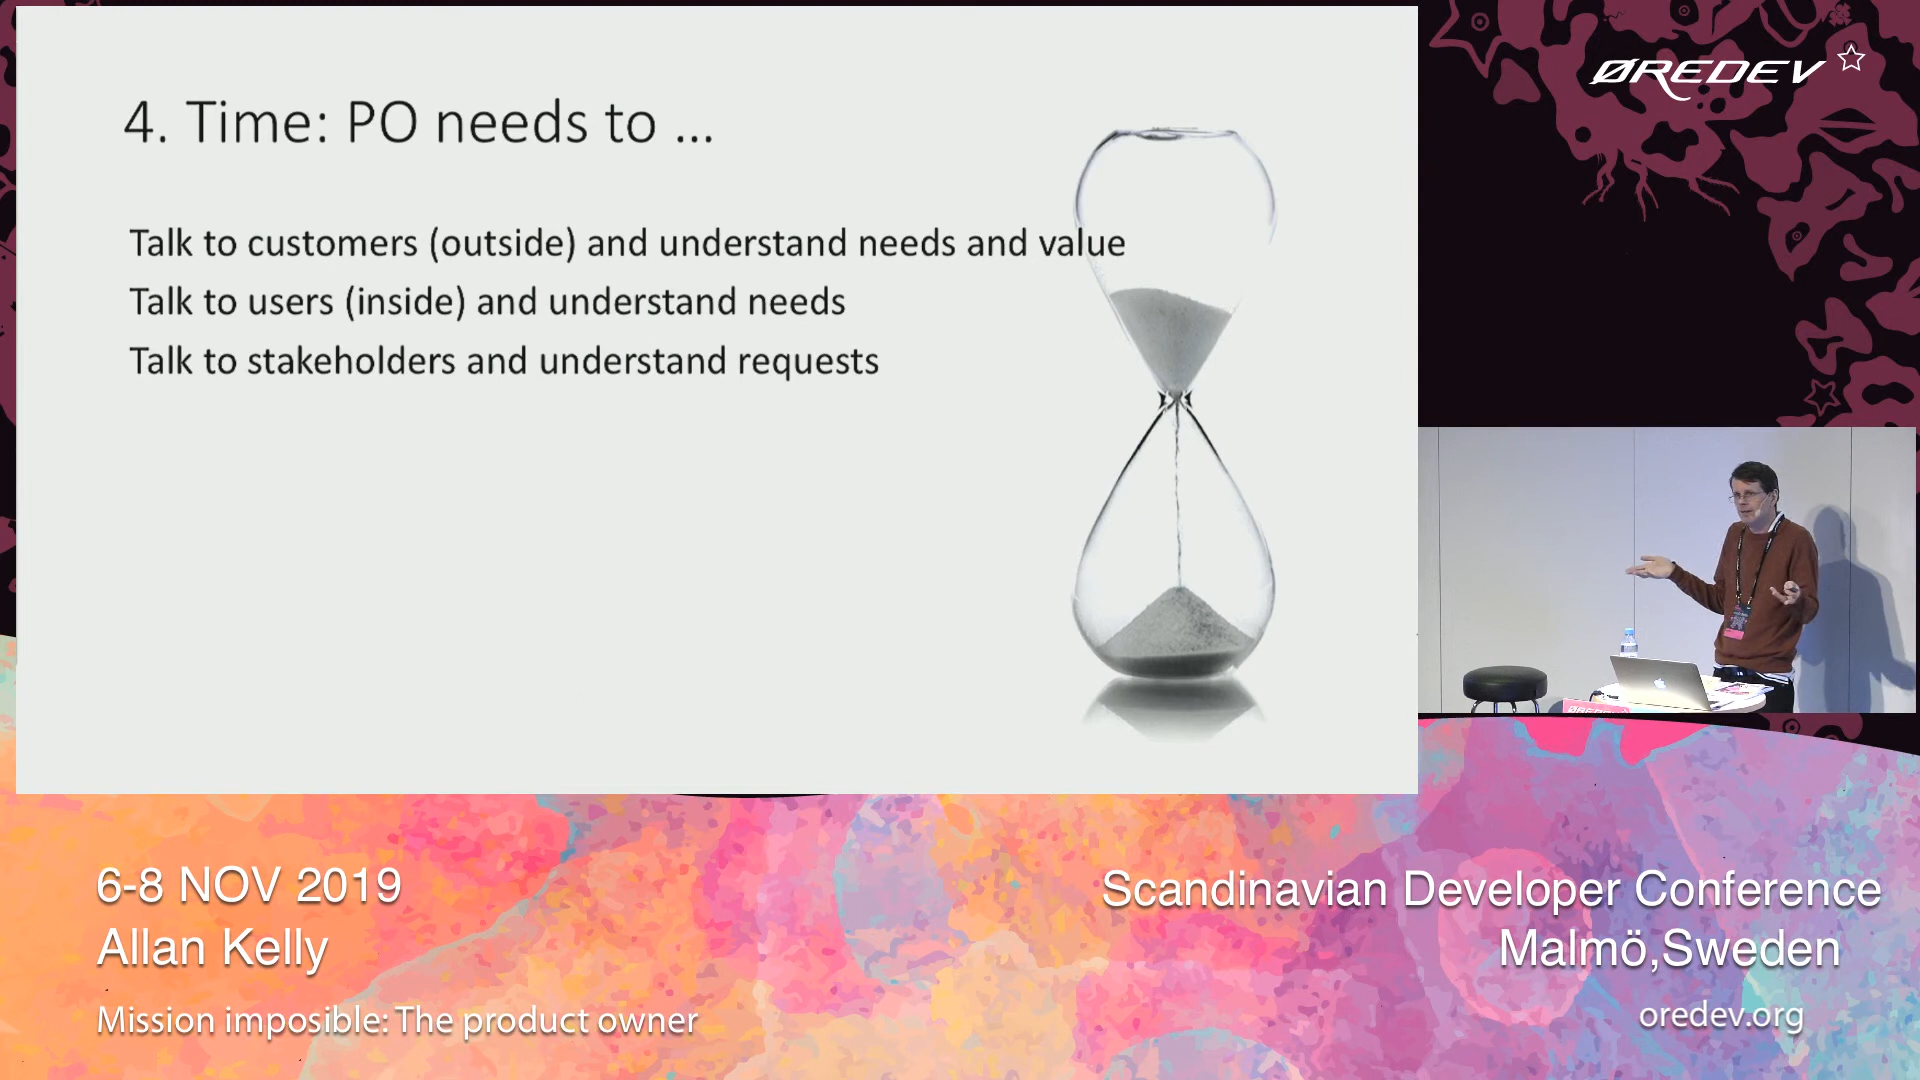 4. Time: PO needs to ...
Talk to customers (outside) and understand needs and value
Talk to users (inside) and understand needs
Talk to stakeholders and understand requests
ØREDEV
ØREDEV
6-8 NOV 2019
Allan Kelly
Mission imposible: The product owner
Scandinavian Developer Conference
Malmö,Sweden
oredev.org